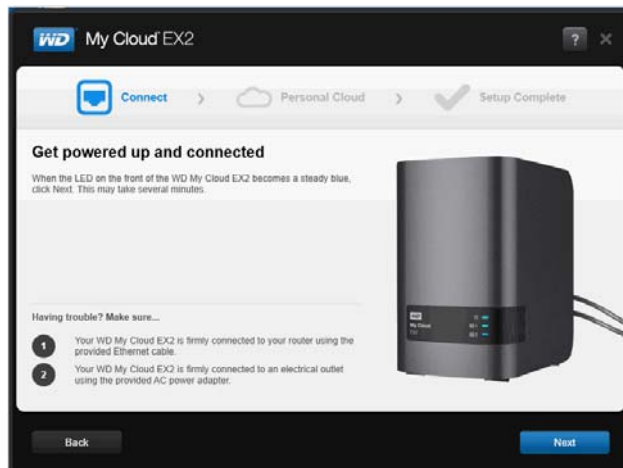 WD My Cloud EX2
?
Connect
Personal Cloud
Setup Complete
Get powered up and connected
When the LED on the front of the WD My Cloud EX2 becomes a steady blue,
click Next. This may take several minutes.
Having trouble? Make sure...
1
Your WD My Cloud EX2 is firmly connected to your router using the
provided Ethernet cable.
2
Your WD My Cloud EX2 is firmly connected to an electrical outlet
using the provided AC power adapter.
WD
My Cloud
EX2
Back
Next